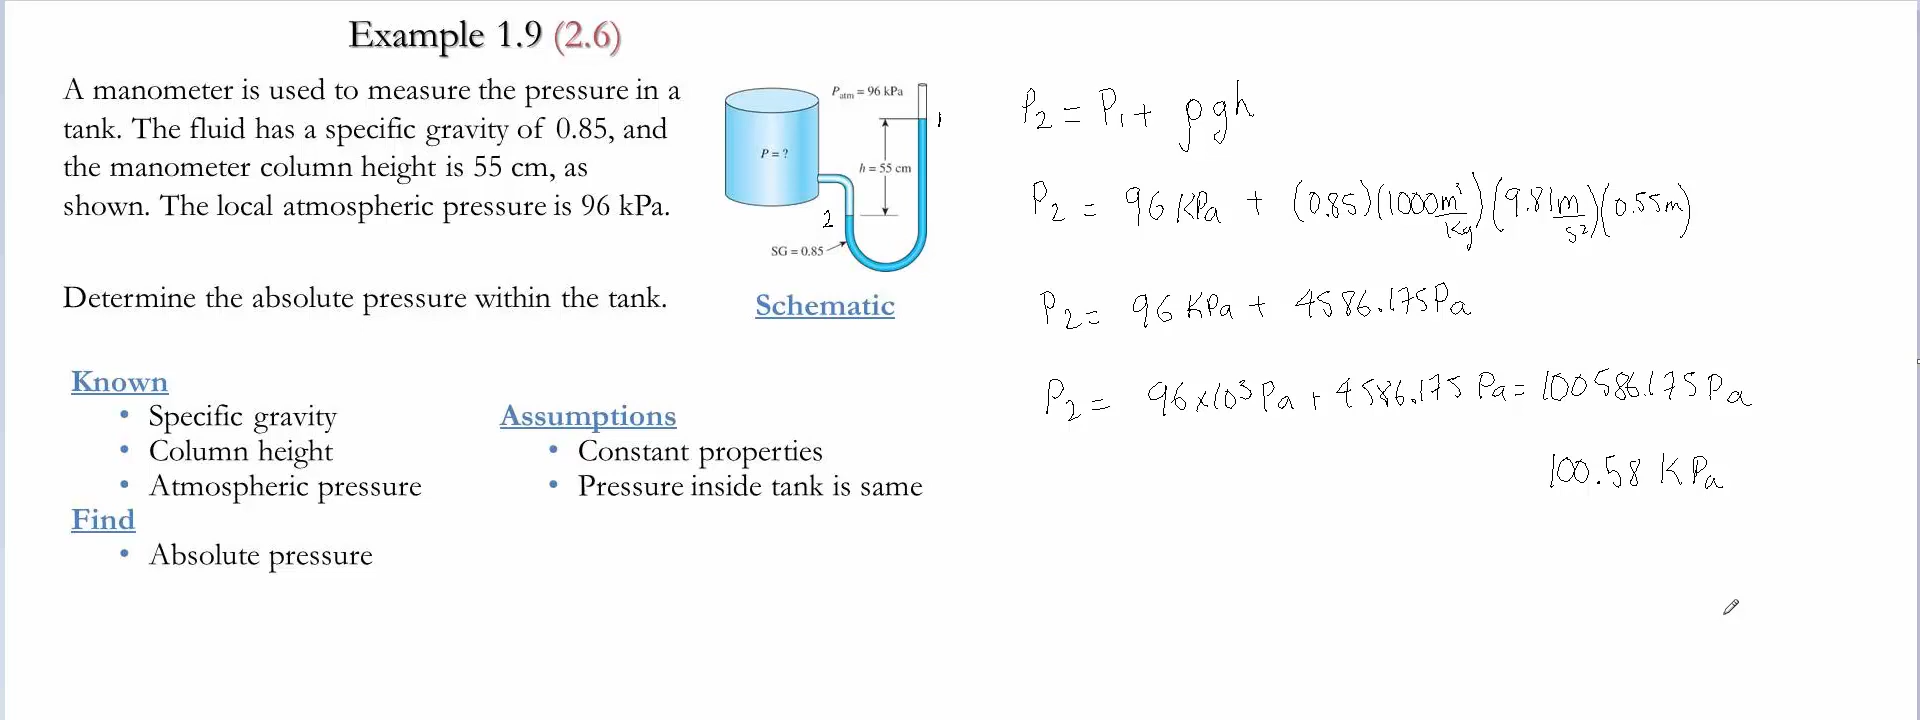 Example 1.9 (2.6)
A manometer is used to measure the pressure in a
tank. The fluid has a specific gravity of 0.85, and
the manometer column height is 55 cm, as
shown. The local atmospheric pressure is 96 kPa.
Determine the absolute pressure within the tank.
Patm = 96 kPa
1
P = ?
h = 55 cm
2
SG = 0.85
Schematic
Known
• Specific gravity
• Column height
• Atmospheric pressure
Find
• Absolute pressure
Assumptions
• Constant properties
• Pressure inside tank is same
P2 = P1 + ρgh
P2 = 96 KPa + (0.85)(1000 m³/Kg)(9.81 m/s²)(0.55m)
P2 = 96 KPa + 4586.175 Pa
P2 = 96 x 10³ Pa + 4586.175 Pa = 100586.175 Pa
100.58 KPa